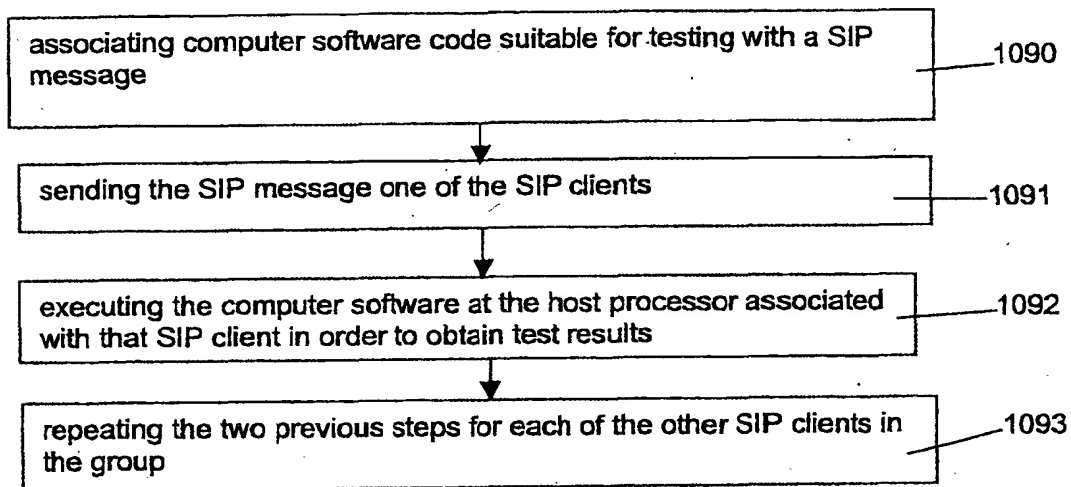 associating computer software code suitable for testing with a SIP
message
1090
sending the SIP message one of the SIP clients
1091
executing the computer software at the host processor associated
with that SIP client in order to obtain test results
1092
repeating the two previous steps for each of the other SIP clients in
the group
1093